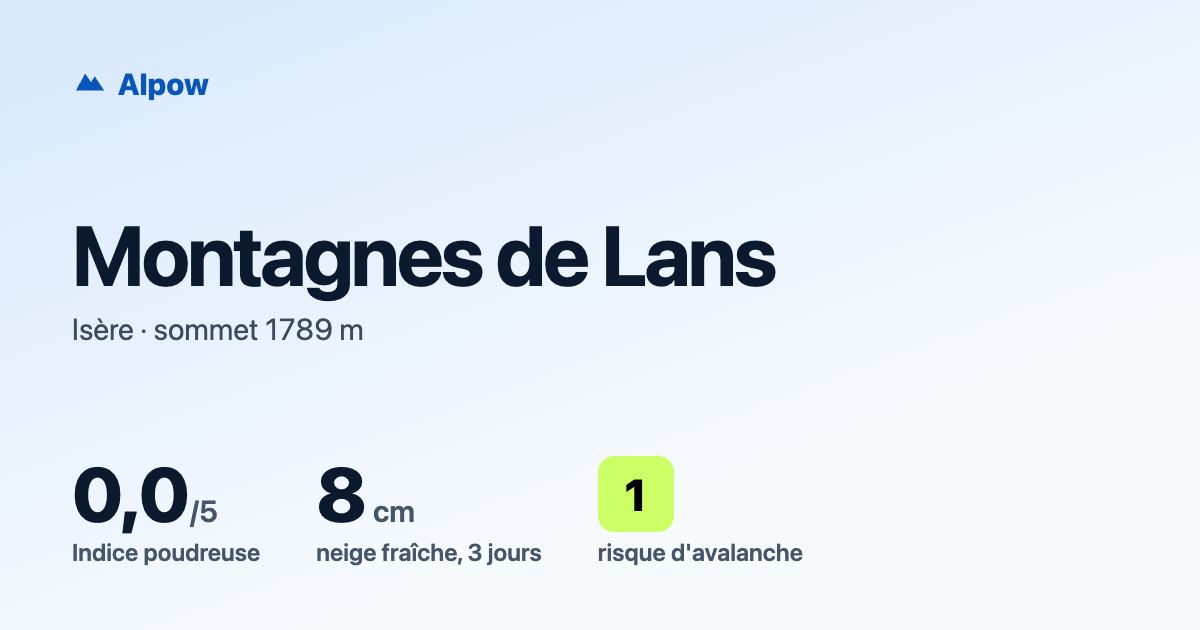 Alpow
Montagnes de Lans
Isère · sommet 1789 m
0,0/5
Indice poudreuse
8 cm
neige fraîche, 3 jours
1
risque d'avalanche